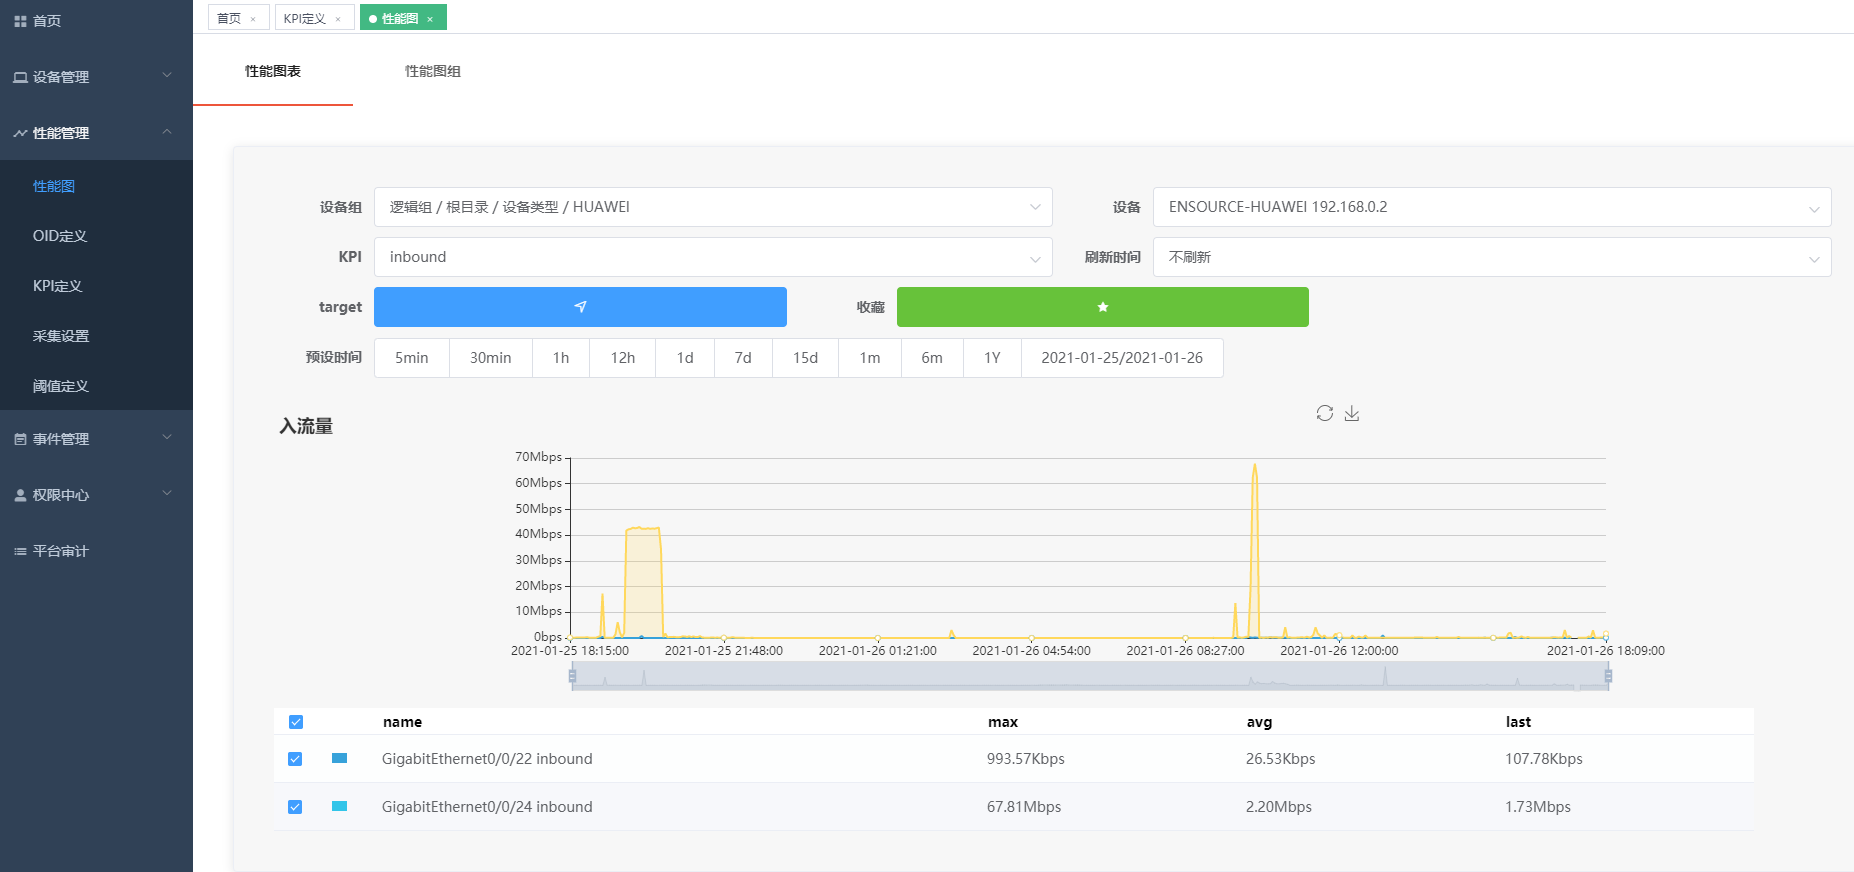 首页
设备管理
性能管理
性能图
OID定义
KPI定义
采集设置
阈值定义
事件管理
权限中心
平台审计
首页 × KPI定义 × 性能图 ×
性能图表 性能图组
设备组 逻辑组 / 根目录 / 设备类型 / HUAWEI 设备 ENSOURCE-HUAWEI 192.168.0.2
KPI inbound 刷新时间 不刷新
target 收藏
预设时间 5min 30min 1h 12h 1d 7d 15d 1m 6m 1Y 2021-01-25/2021-01-26
入流量
70Mbps
60Mbps
50Mbps
40Mbps
30Mbps
20Mbps
10Mbps
0bps
2021-01-25 18:15:00 2021-01-25 21:48:00 2021-01-26 01:21:00 2021-01-26 04:54:00 2021-01-26 08:27:00 2021-01-26 12:00:00 2021-01-26 18:09:00
name max avg last
GigabitEthernet0/0/22 inbound 993.57Kbps 26.53Kbps 107.78Kbps
GigabitEthernet0/0/24 inbound 67.81Mbps 2.20Mbps 1.73Mbps